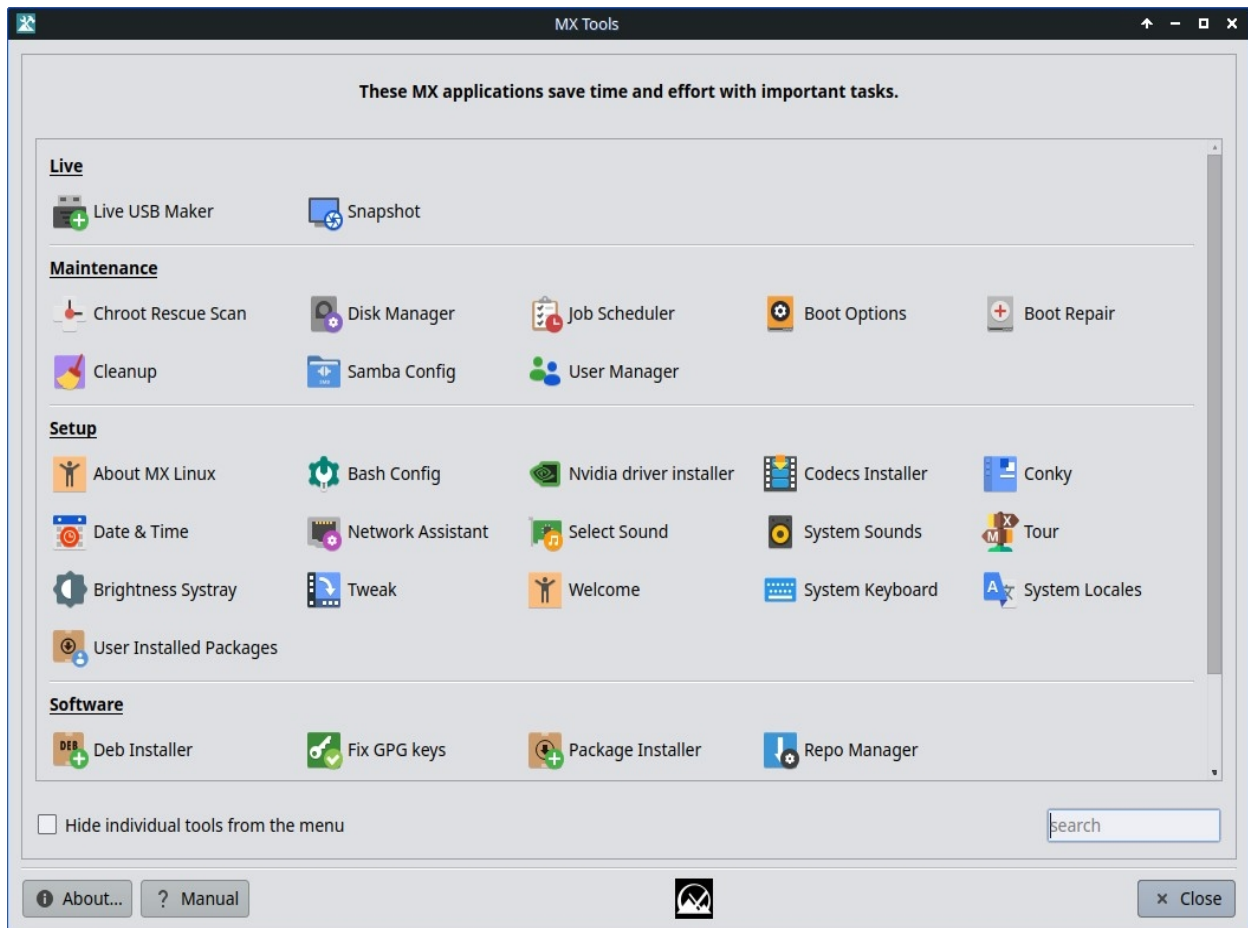 MX Tools
These MX applications save time and effort with important tasks.
Live
Live USB Maker
Snapshot
Maintenance
Chroot Rescue Scan
Disk Manager
Job Scheduler
Boot Options
Boot Repair
Cleanup
Samba Config
User Manager
Setup
About MX Linux
Bash Config
Nvidia driver installer
Codecs Installer
Conky
Date & Time
Network Assistant
Select Sound
System Sounds
Tour
Brightness Systray
Tweak
Welcome
System Keyboard
System Locales
User Installed Packages
Software
DEB
Deb Installer
Fix GPG keys
Package Installer
Repo Manager
Hide individual tools from the menu
search
About...
? Manual
Close